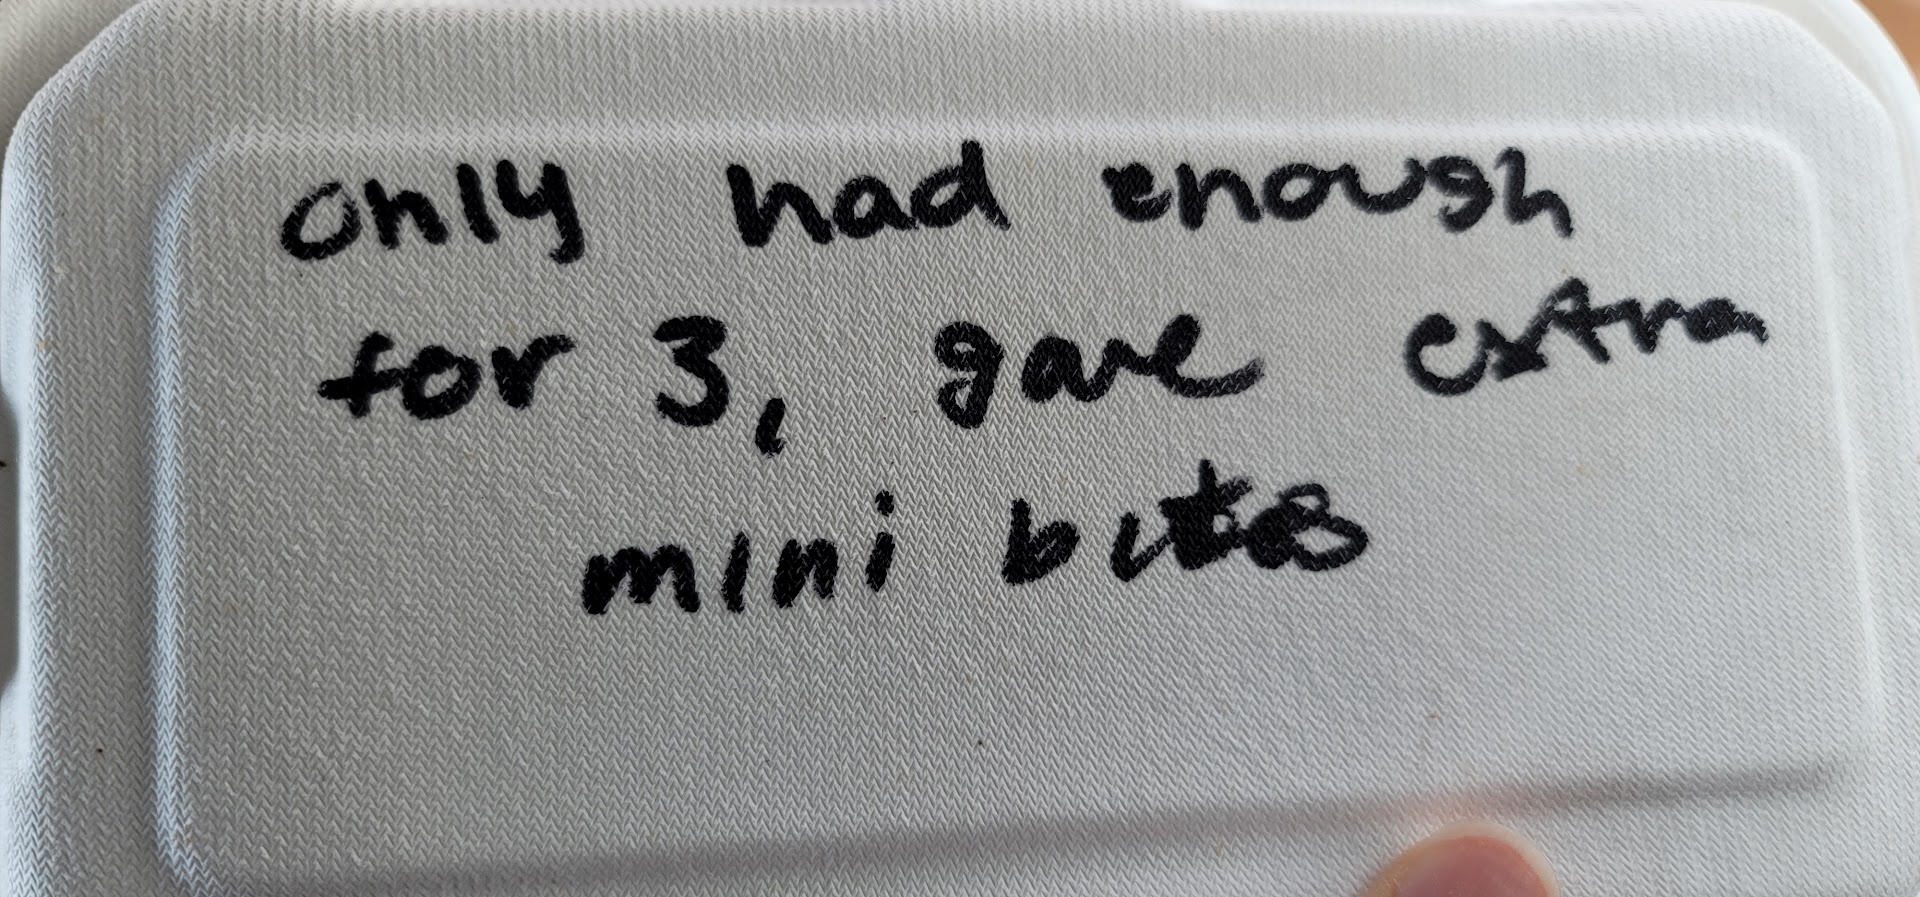 only had enough
for 3, gave extra
mini bites